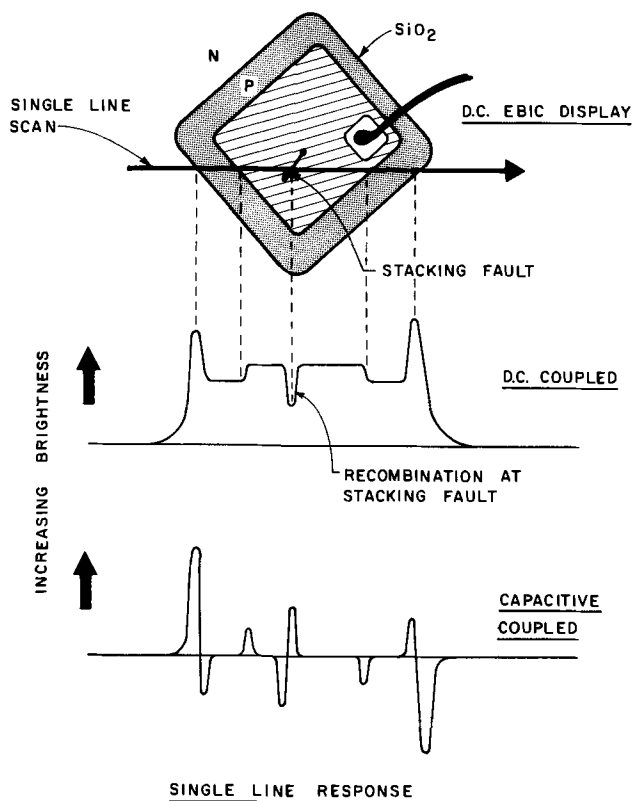 SiO₂
N
P
SINGLE LINE
SCAN
D.C. EBIC DISPLAY
STACKING FAULT
D.C. COUPLED
RECOMBINATION AT
STACKING FAULT
INCREASING BRIGHTNESS
CAPACITIVE
COUPLED
SINGLE LINE RESPONSE